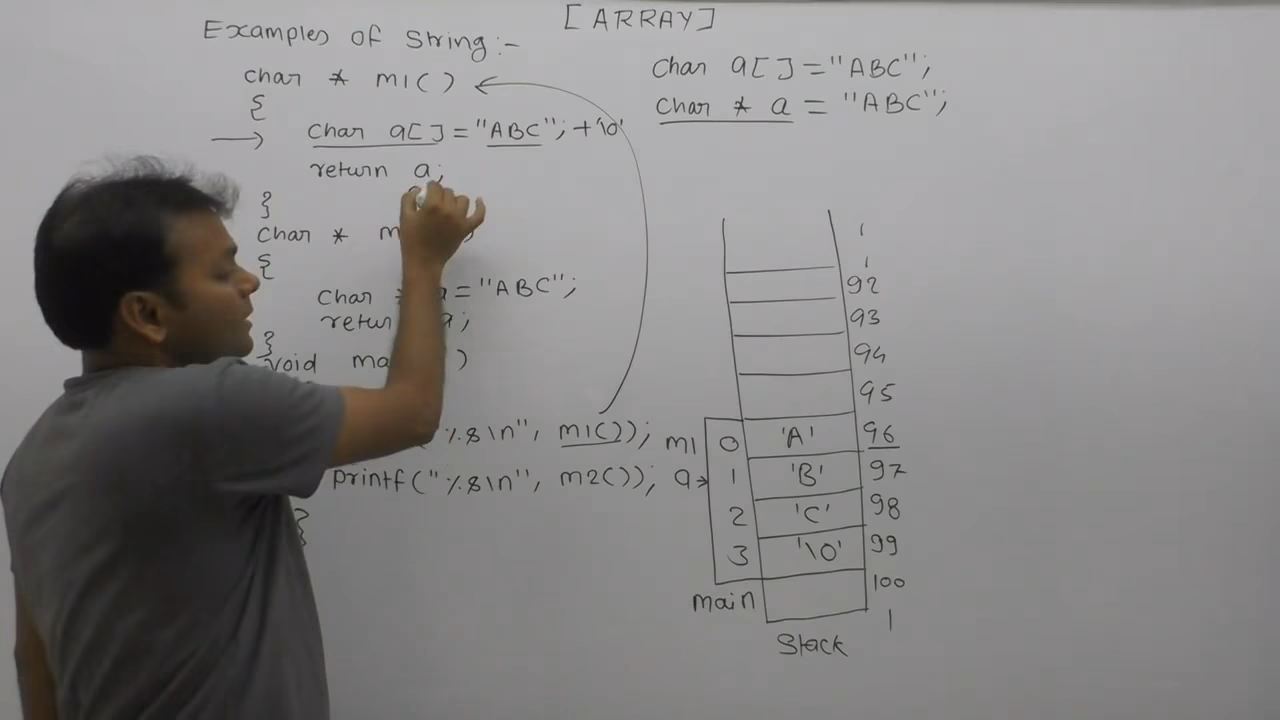 [ARRAY]
Examples of String:-
char * m1()
{
char a[] = "ABC"; + '\0'
return a;
}
char * m
{
char a = "ABC";
return a;
}
void ma )
"%s\n", m1());
printf("%s\n", m2());
}
char a[] = "ABC";
char * a = "ABC";
92
93
94
95
m1 0 'A' 96
a→ 1 'B' 97
2 'C' 98
3 '\0' 99
main 100
Stack